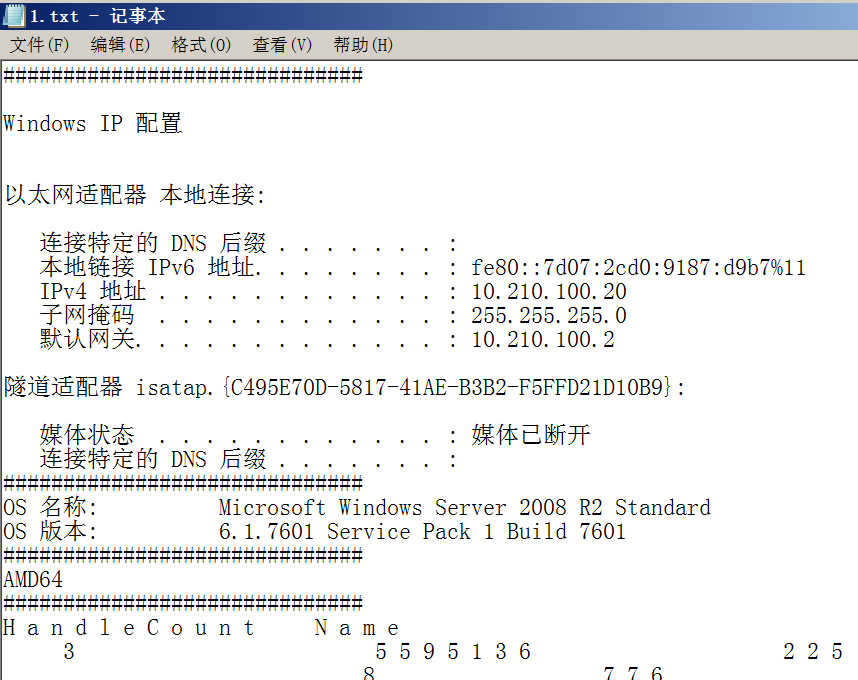 1.txt - 记事本
文件(F) 编辑(E) 格式(O) 查看(V) 帮助(H)
##############################
Windows IP 配置
以太网适配器 本地连接:
连接特定的 DNS 后缀 . . . . . . . :
本地链接 IPv6 地址. . . . . . . . : fe80::7d07:2cd0:9187:d9b7%11
IPv4 地址 . . . . . . . . . . . . : 10.210.100.20
子网掩码 . . . . . . . . . . . . : 255.255.255.0
默认网关. . . . . . . . . . . . . : 10.210.100.2
隧道适配器 isatap.{C495E70D-5817-41AE-B3B2-F5FFD21D10B9}:
媒体状态 . . . . . . . . . . . . : 媒体已断开
连接特定的 DNS 后缀 . . . . . . . :
##############################
OS 名称: Microsoft Windows Server 2008 R2 Standard
OS 版本: 6.1.7601 Service Pack 1 Build 7601
##############################
AMD64
##############################
H a n d l e C o u n t N a m e
3 5 5 9 5 1 3 6 2 2 5
8 7 7 6